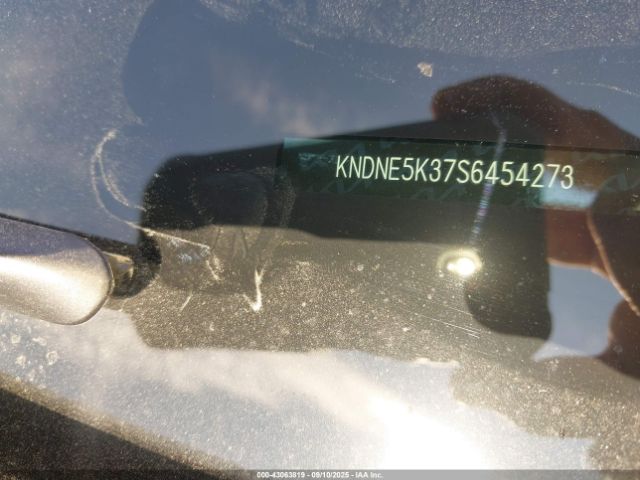 KNDNE5K37S6454273
000-43063819 - 09/10/2025 - IAA Inc.